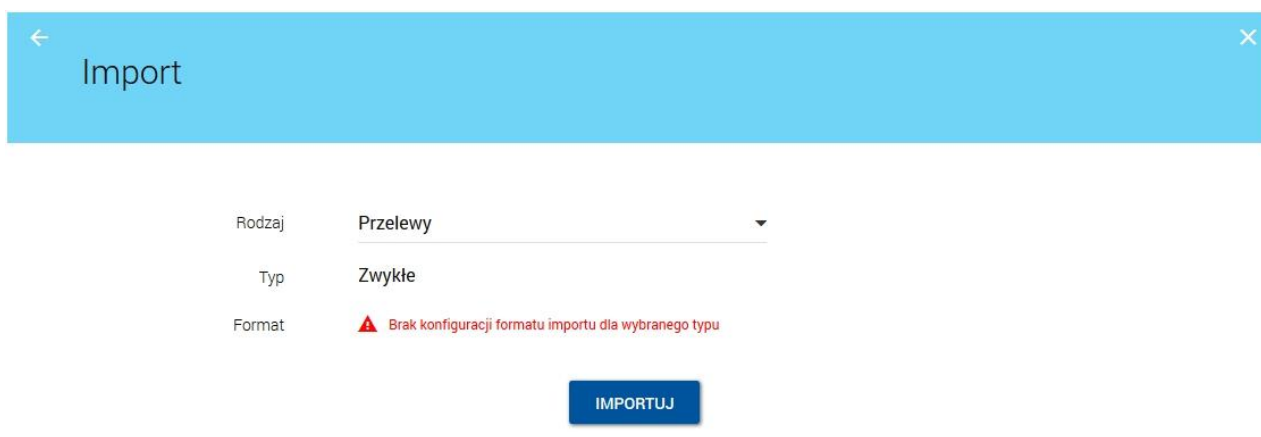 Import
Rodzaj Przelewy
Typ Zwykłe
Format Brak konfiguracji formatu importu dla wybranego typu
IMPORTUJ